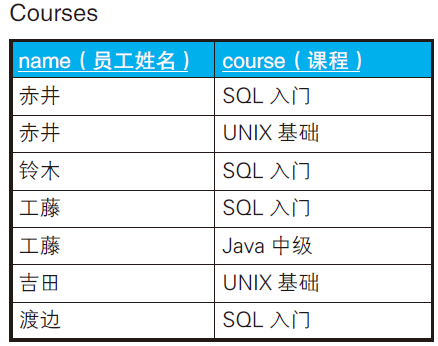 Courses
name（员工姓名） course（课程）
赤井 SQL 入门
赤井 UNIX 基础
铃木 SQL 入门
工藤 SQL 入门
工藤 Java 中级
吉田 UNIX 基础
渡边 SQL 入门